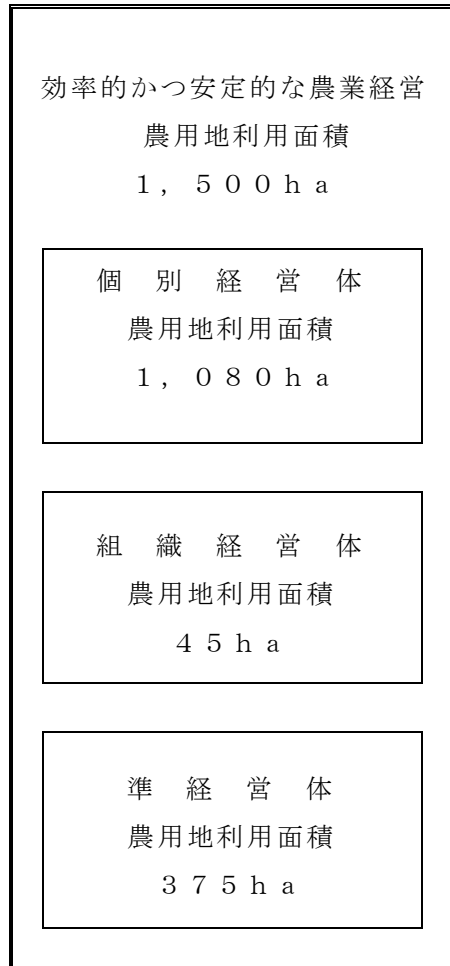 効率的かつ安定的な農業経営
農用地利用面積
１，５００ｈａ
個別経営体
農用地利用面積
１，０８０ｈａ
組織経営体
農用地利用面積
４５ｈａ
準経営体
農用地利用面積
３７５ｈａ